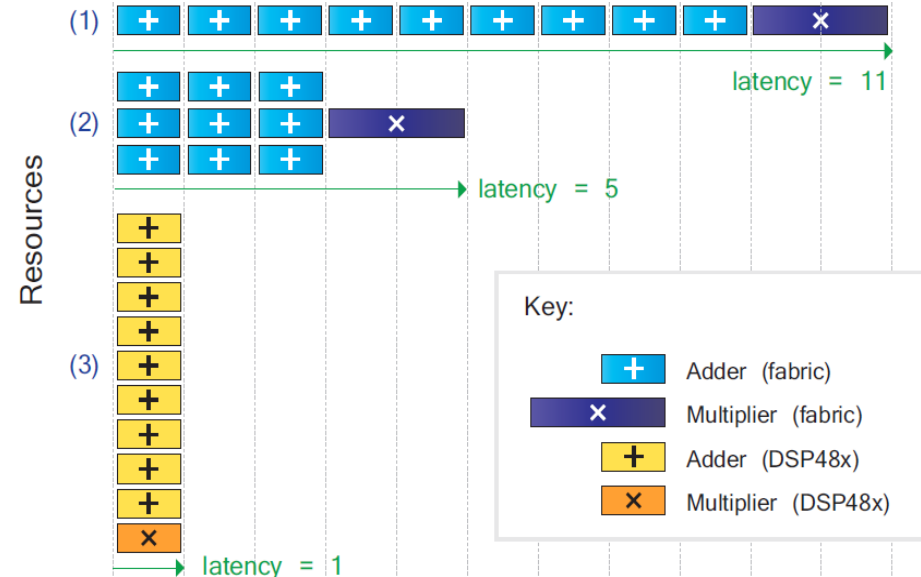 (1) + + + + + + + + + ×
latency = 11
+ + +
(2) + + + ×
+ + +
latency = 5
Resources
+
+
+
+
(3) +
+
+
+
+
×
latency = 1
Key:
+ Adder (fabric)
× Multiplier (fabric)
+ Adder (DSP48x)
× Multiplier (DSP48x)